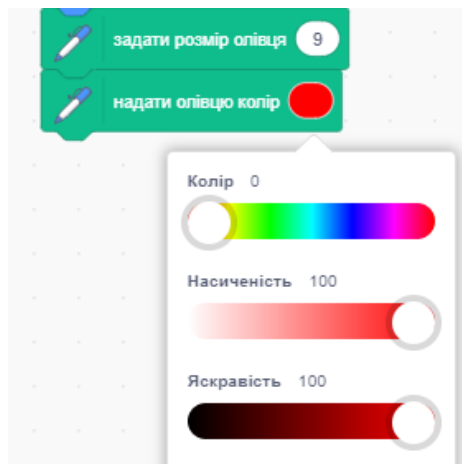 задати розмір олівця 9
надати олівцю колір
Колір 0
Насиченість 100
Яскравість 100